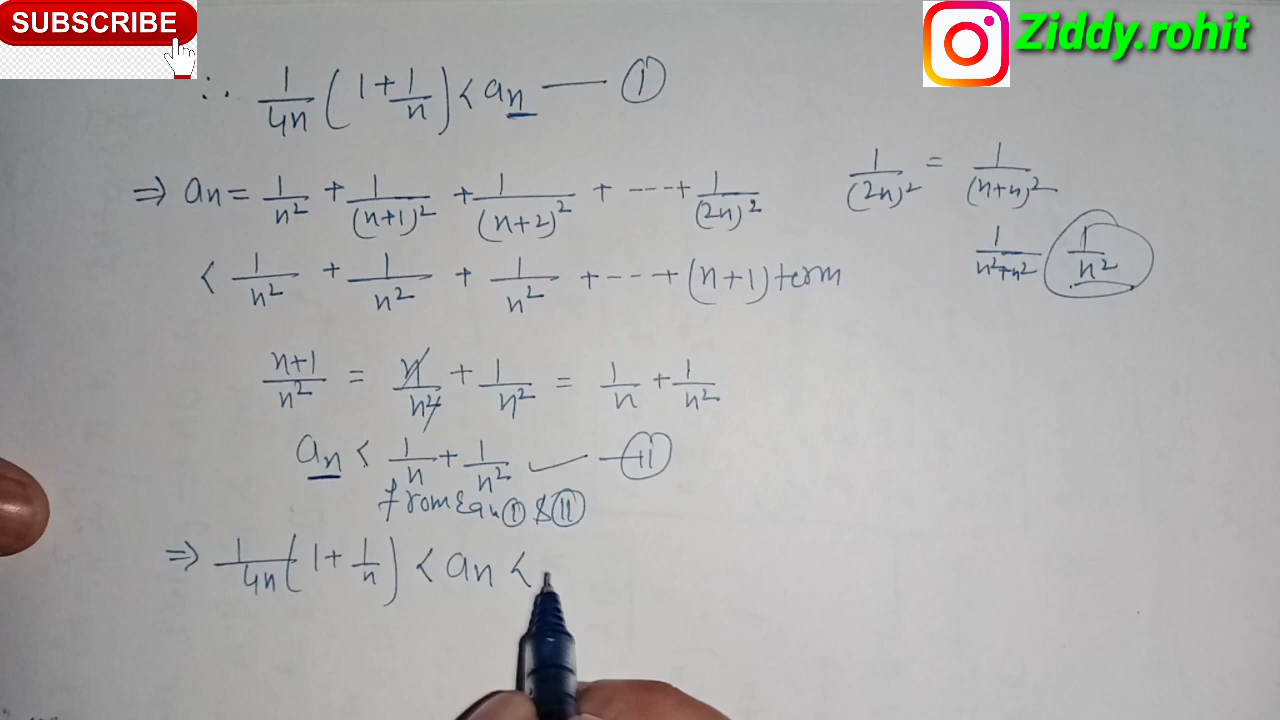 SUBSCRIBE
Ziddy.rohit
∴ 1/4n (1+1/n) < an — (I)
⇒ an = 1/n² + 1/(n+1)² + 1/(n+2)² + ---+ 1/(2n)²
1/(2n)² = 1/(n+n)²
1/n²+n² 1/n²
< 1/n² + 1/n² + 1/n² + ---+ (n+1) term
n+1/n² = n/n² + 1/n² = 1/n + 1/n²
an < 1/n + 1/n² — (II)
from Eqn (I) & (II)
⇒ 1/4n (1+1/n) < an <